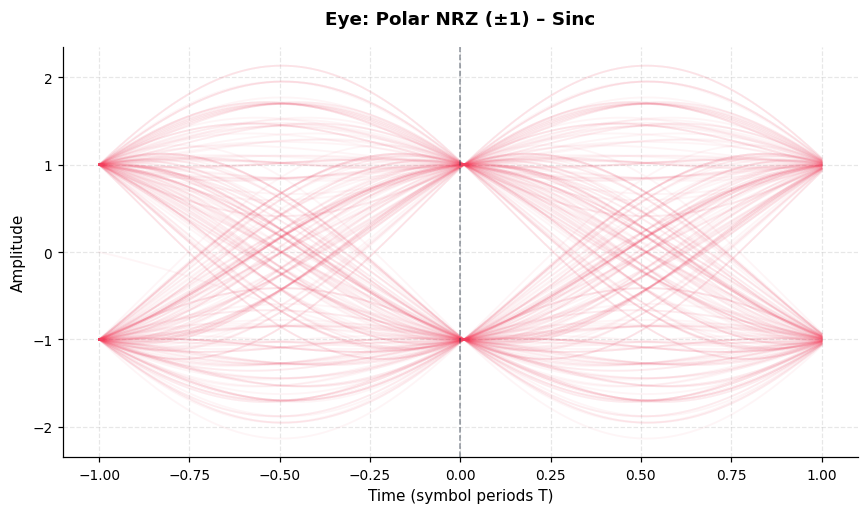 Eye: Polar NRZ (±1) – Sinc
Amplitude
2
1
0
−1
−2
−1.00 −0.75 −0.50 −0.25 0.00 0.25 0.50 0.75 1.00
Time (symbol periods T)